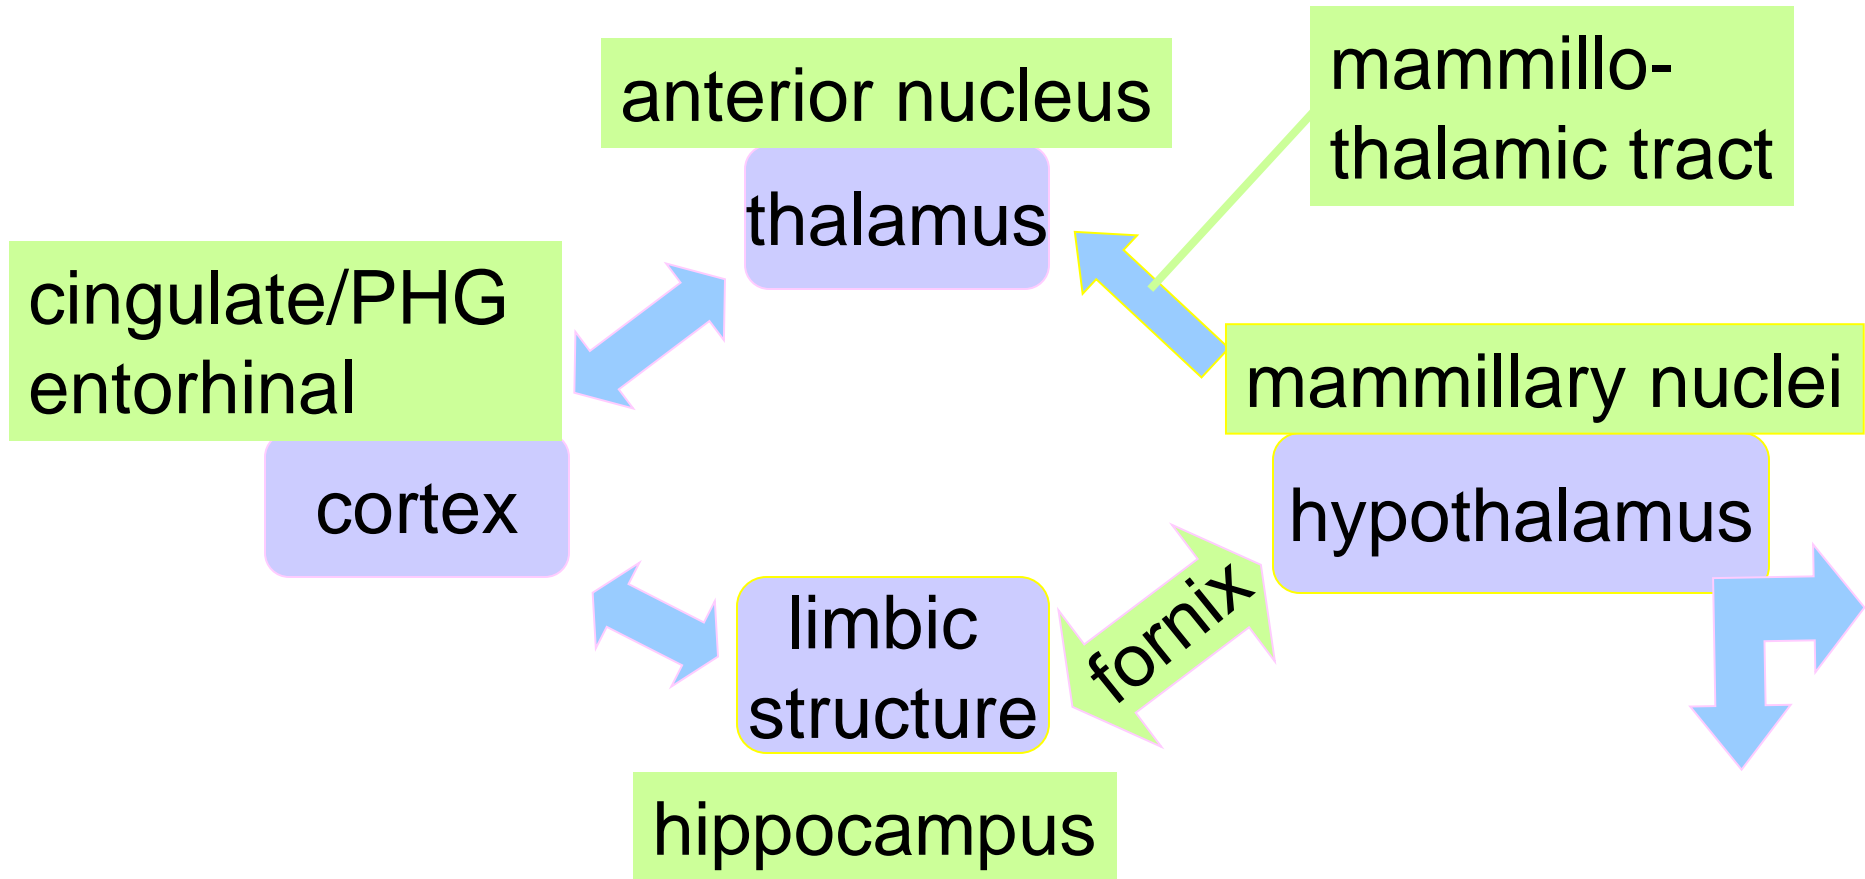 anterior nucleus
thalamus
mammillo-
thalamic tract
cingulate/PHG
entorhinal
cortex
mammillary nuclei
hypothalamus
fornix
limbic
structure
hippocampus